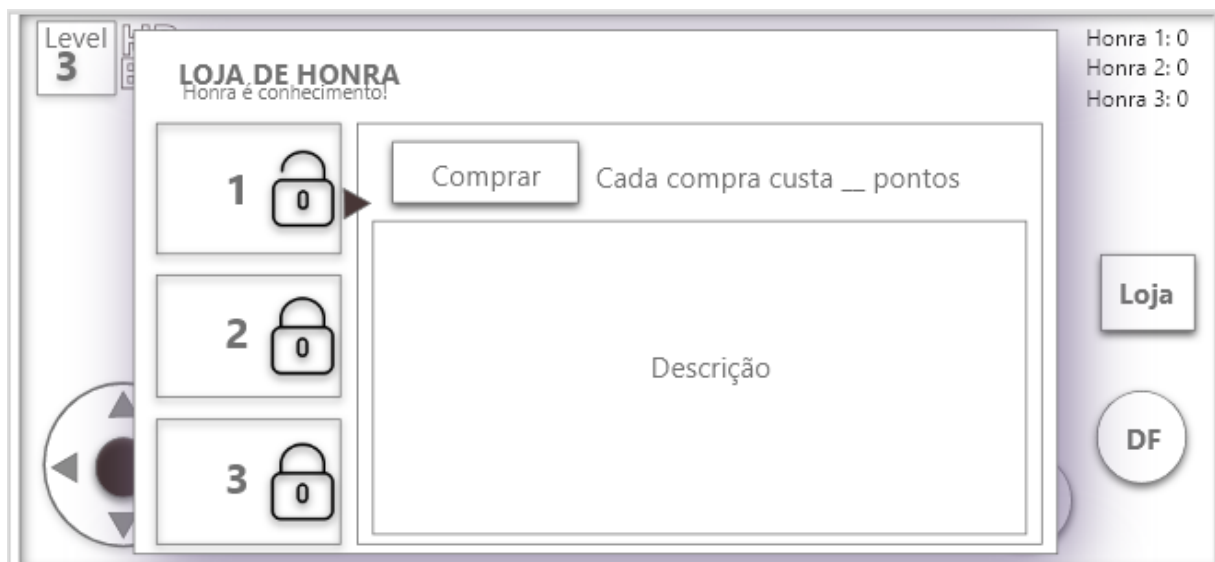 Level
3
LOJA DE HONRA
Honra é conhecimento!
Honra 1: 0
Honra 2: 0
Honra 3: 0
1 0
Comprar
Cada compra custa __ pontos
2 0
Descrição
3 0
Loja
DF